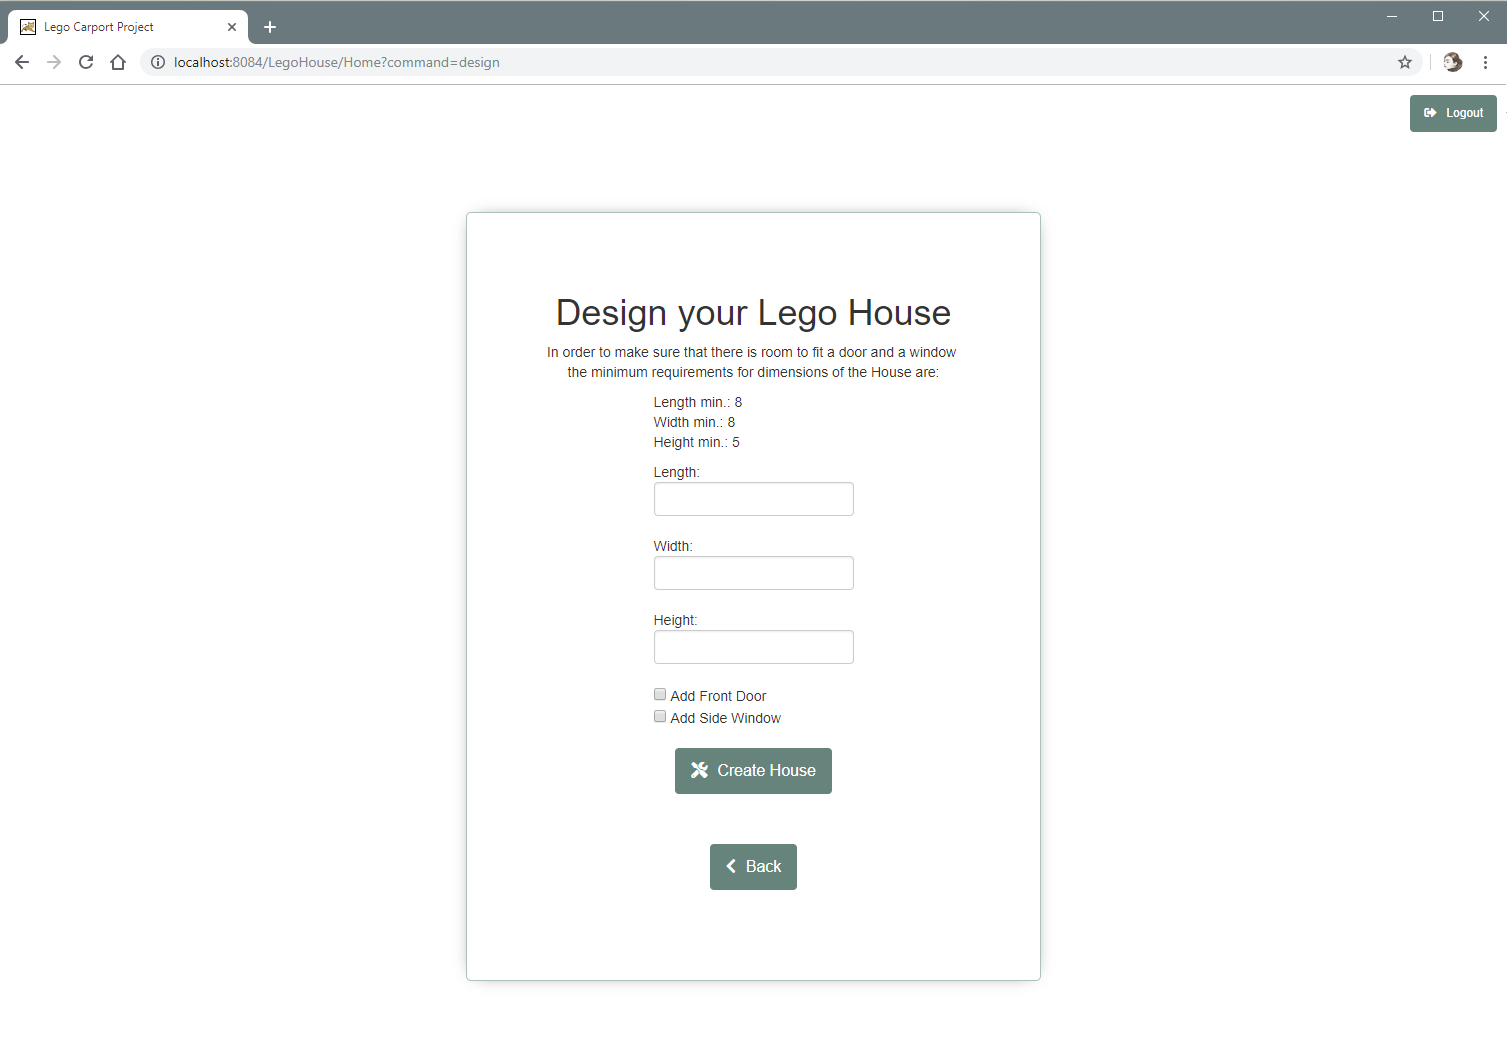 Lego Carport Project
localhost:8084/LegoHouse/Home?command=design
Logout
Design your Lego House
In order to make sure that there is room to fit a door and a window
the minimum requirements for dimensions of the House are:
Length min.: 8
Width min.: 8
Height min.: 5
Length:
Width:
Height:
Add Front Door
Add Side Window
Create House
Back